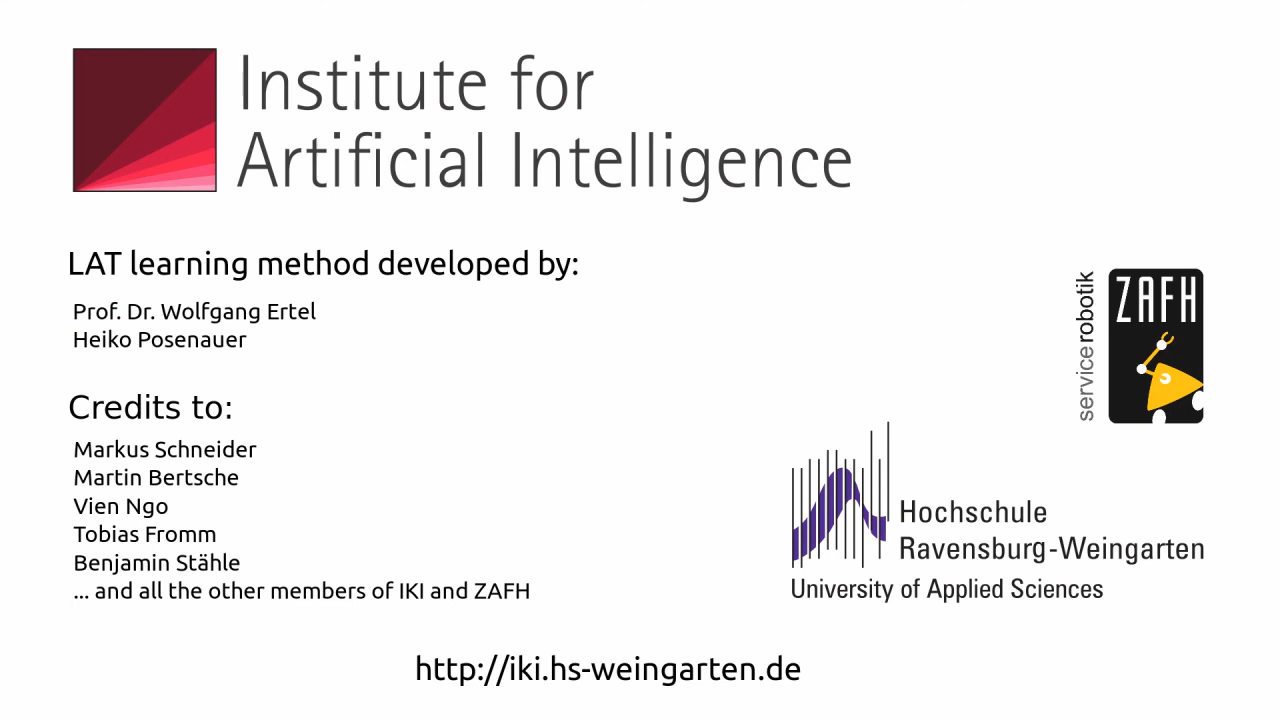 Institute for
Artificial Intelligence
LAT learning method developed by:
Prof. Dr. Wolfgang Ertel
Heiko Posenauer
Credits to:
Markus Schneider
Martin Bertsche
Vien Ngo
Tobias Fromm
Benjamin Stähle
... and all the other members of IKI and ZAFH
servicerobotik
ZAFH
Hochschule
Ravensburg-Weingarten
University of Applied Sciences
http://iki.hs-weingarten.de